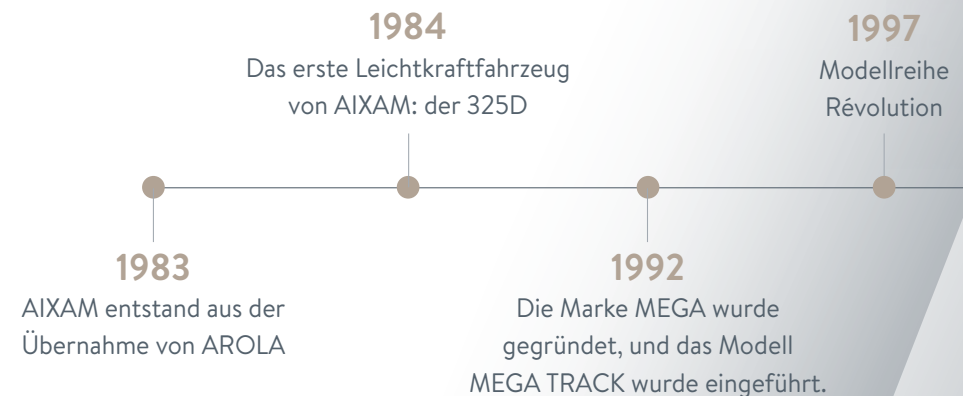 1984
Das erste Leichtkraftfahrzeug
von AIXAM: der 325D
1997
Modellreihe
Révolution
1983
AIXAM entstand aus der
Übernahme von AROLA
1992
Die Marke MEGA wurde
gegründet, und das Modell
MEGA TRACK wurde eingeführt.